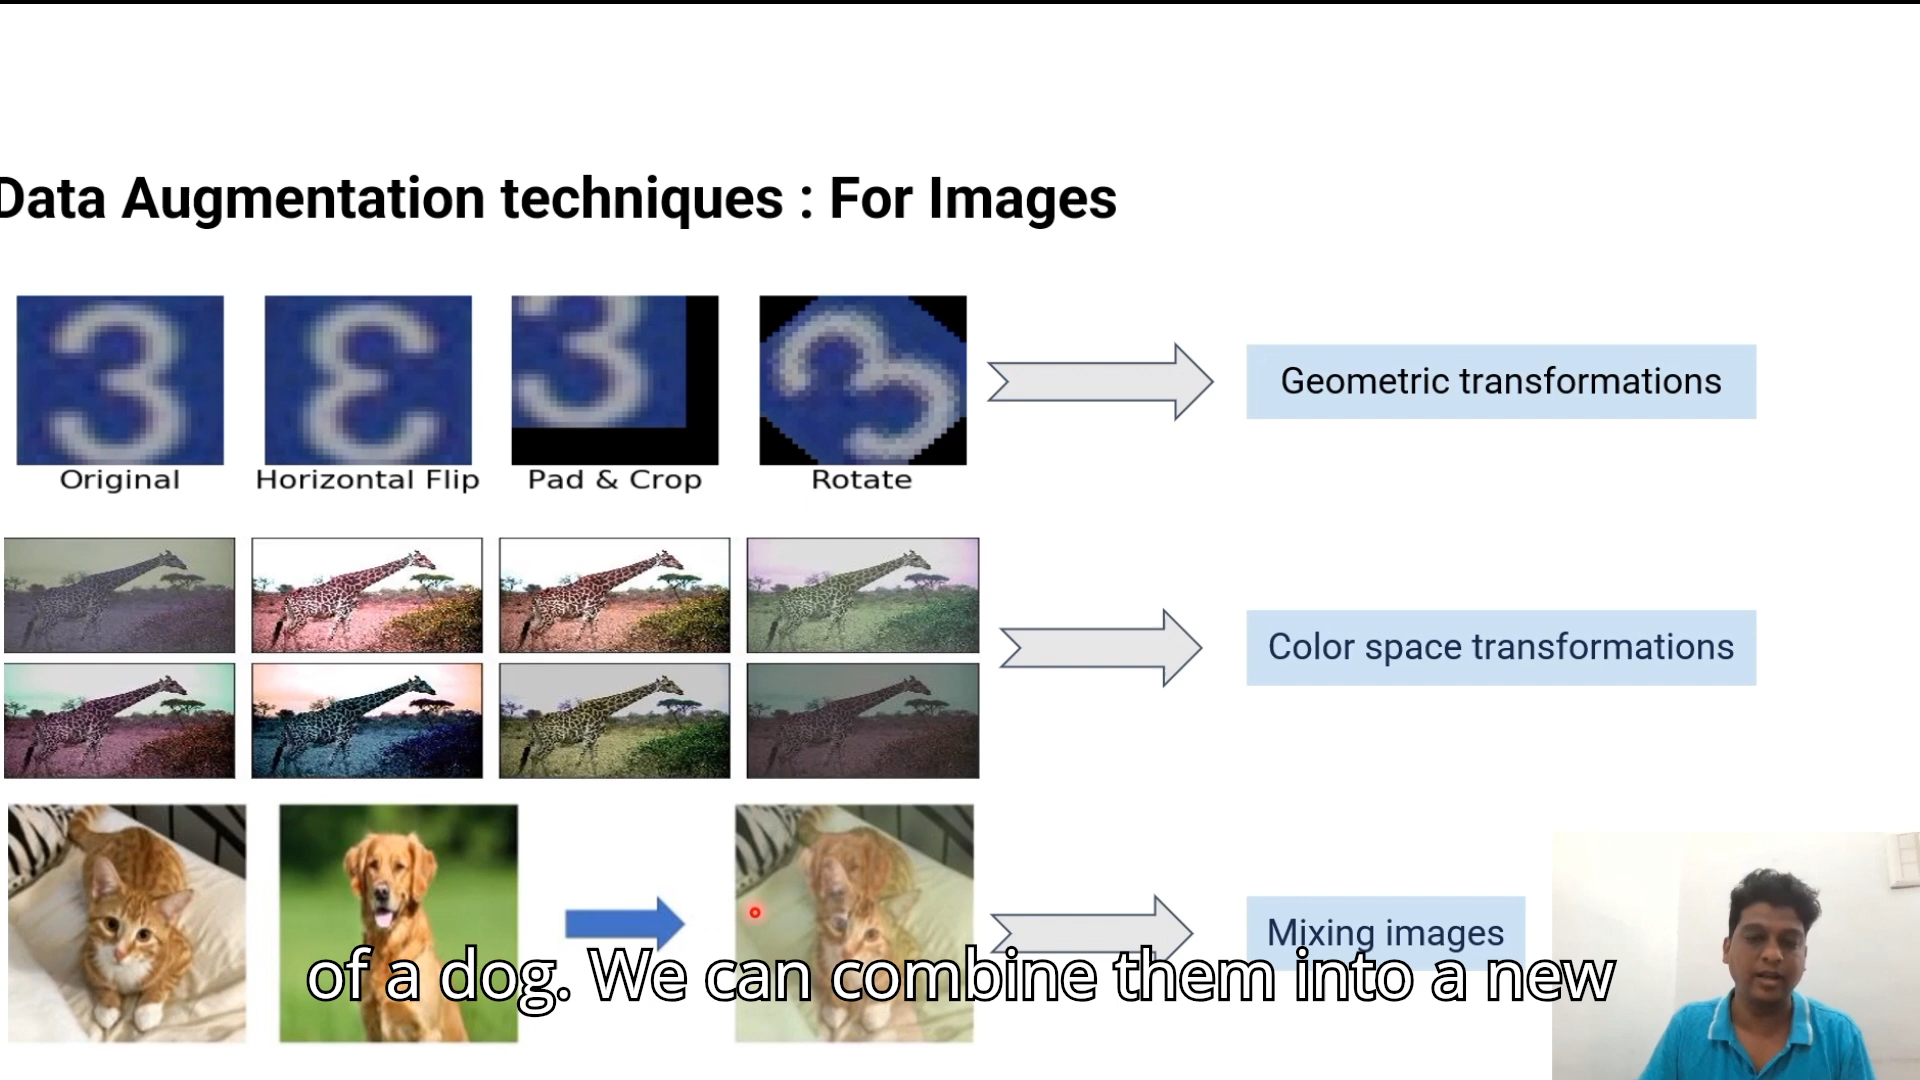 Data Augmentation techniques : For Images
Geometric transformations
Original
Horizontal Flip
Pad & Crop
Rotate
Color space transformations
Mixing images
of a dog. We can combine them into a new